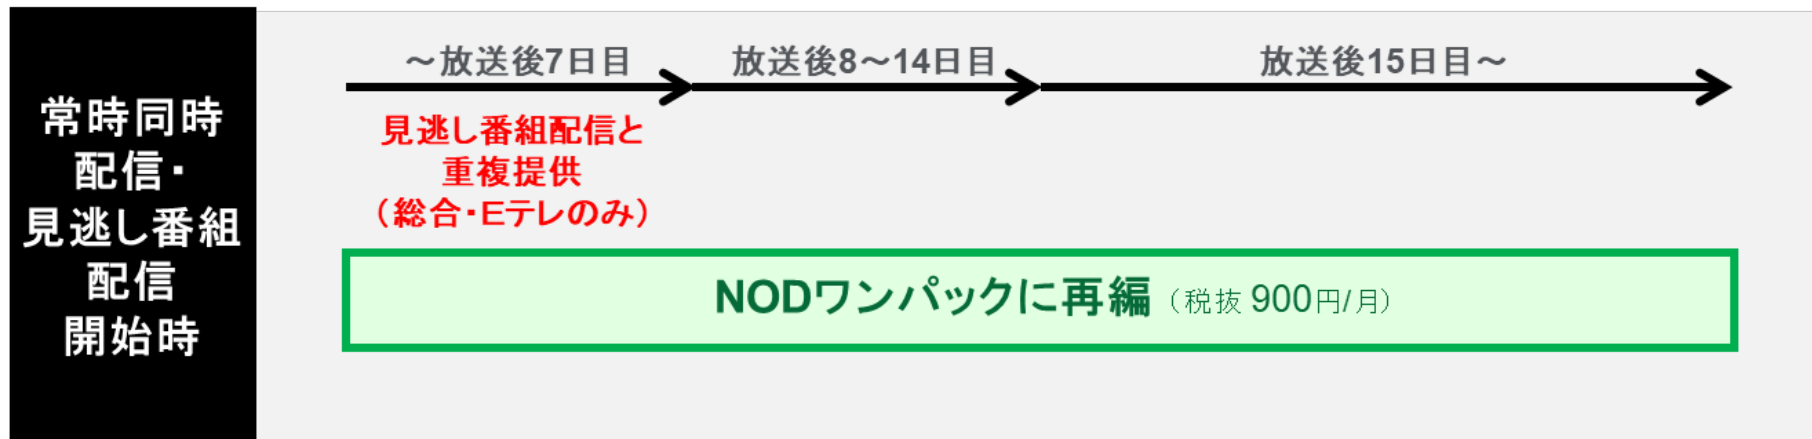 常時同時
配信・
見逃し番組
配信
開始時
～放送後7日目
放送後8～14日目
放送後15日目～
見逃し番組配信と
重複提供
（総合・Eテレのみ）
NODワンパックに再編（税抜 900円/月）